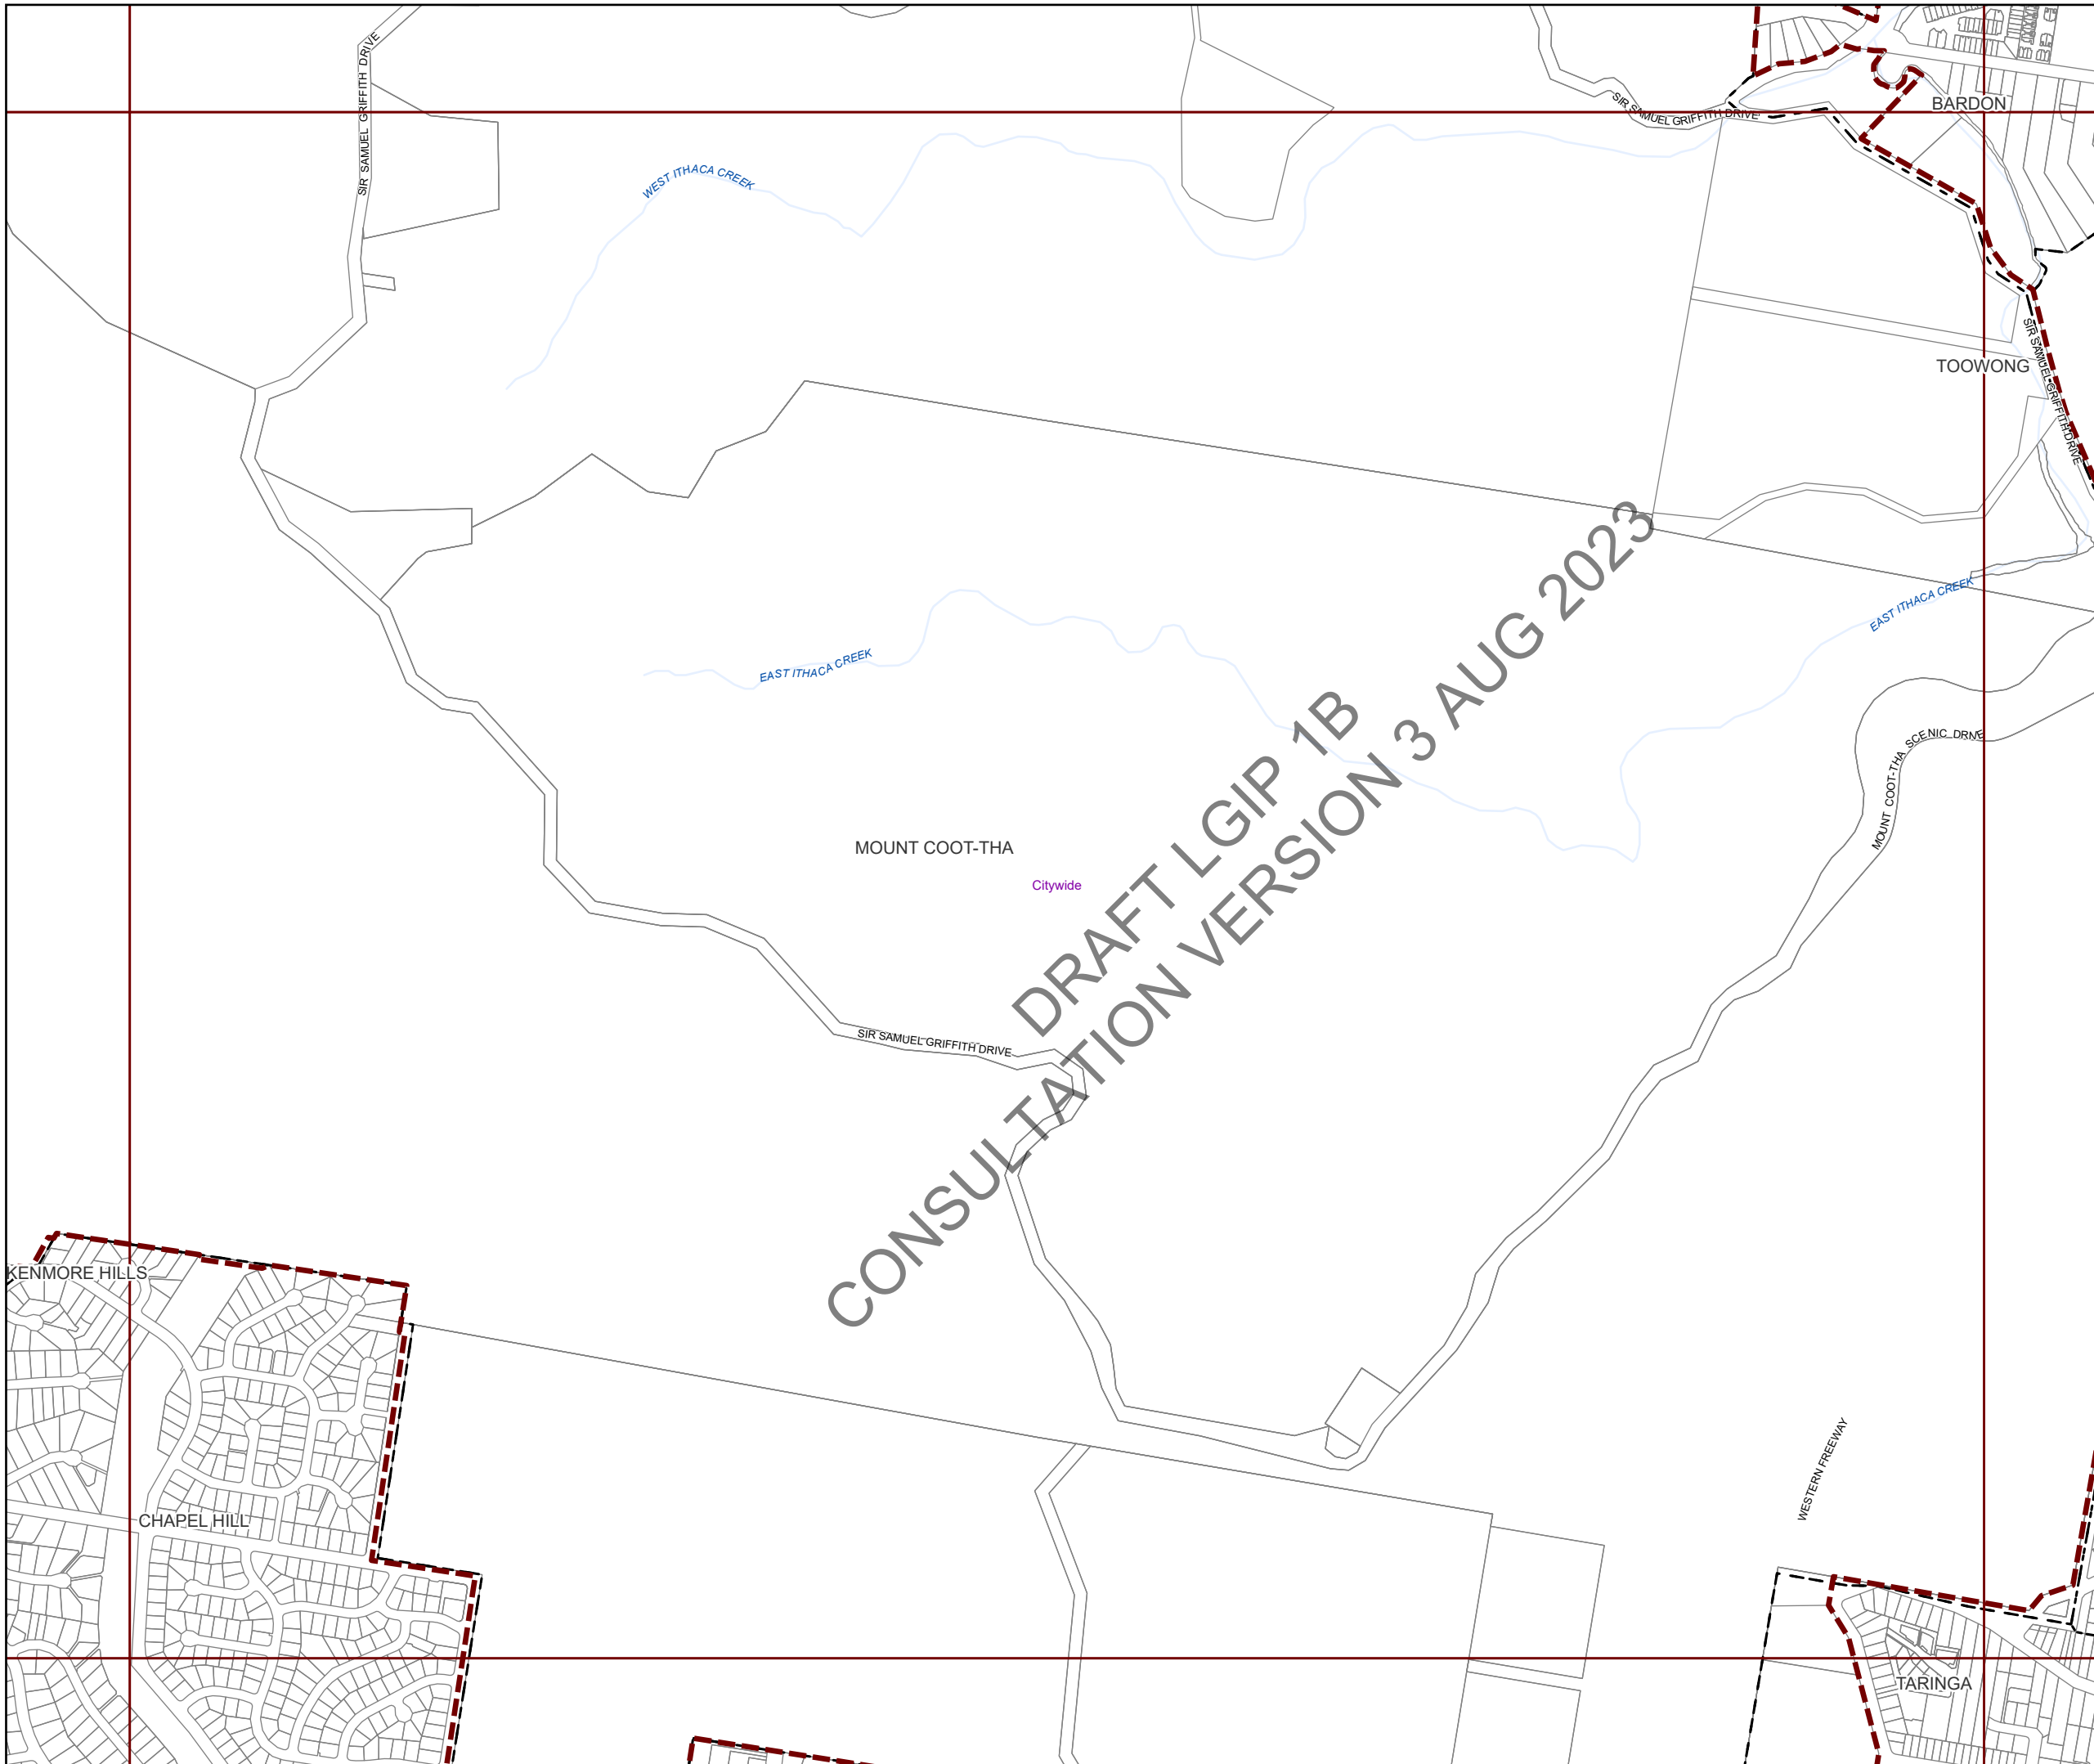 SIR SAMUEL GRIFFITH DRIVE
SIR SAMUEL GRIFFITH DRIVE
BARDON
WEST ITHACA CREEK
TOOWONG
SIR SAMUEL GRIFFITH DRIVE
EAST ITHACA CREEK
EAST ITHACA CREEK
MOUNT COOT-THA SCENIC DRIVE
MOUNT COOT-THA
Citywide
DRAFT LGIP 1B
CONSULTATION VERSION 3 AUG 2023
SIR SAMUEL GRIFFITH DRIVE
KENMORE HILLS
WESTERN FREEWAY
CHAPEL HILL
TARINGA